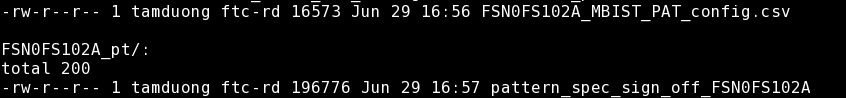 -rw-r--r-- 1 tamduong ftc-rd 16573 Jun 29 16:56 FSN0FS102A_MBIST_PAT_config.csv
FSN0FS102A_pt/:
total 200
-rw-r--r-- 1 tamduong ftc-rd 196776 Jun 29 16:57 pattern_spec_sign_off_FSN0FS102A